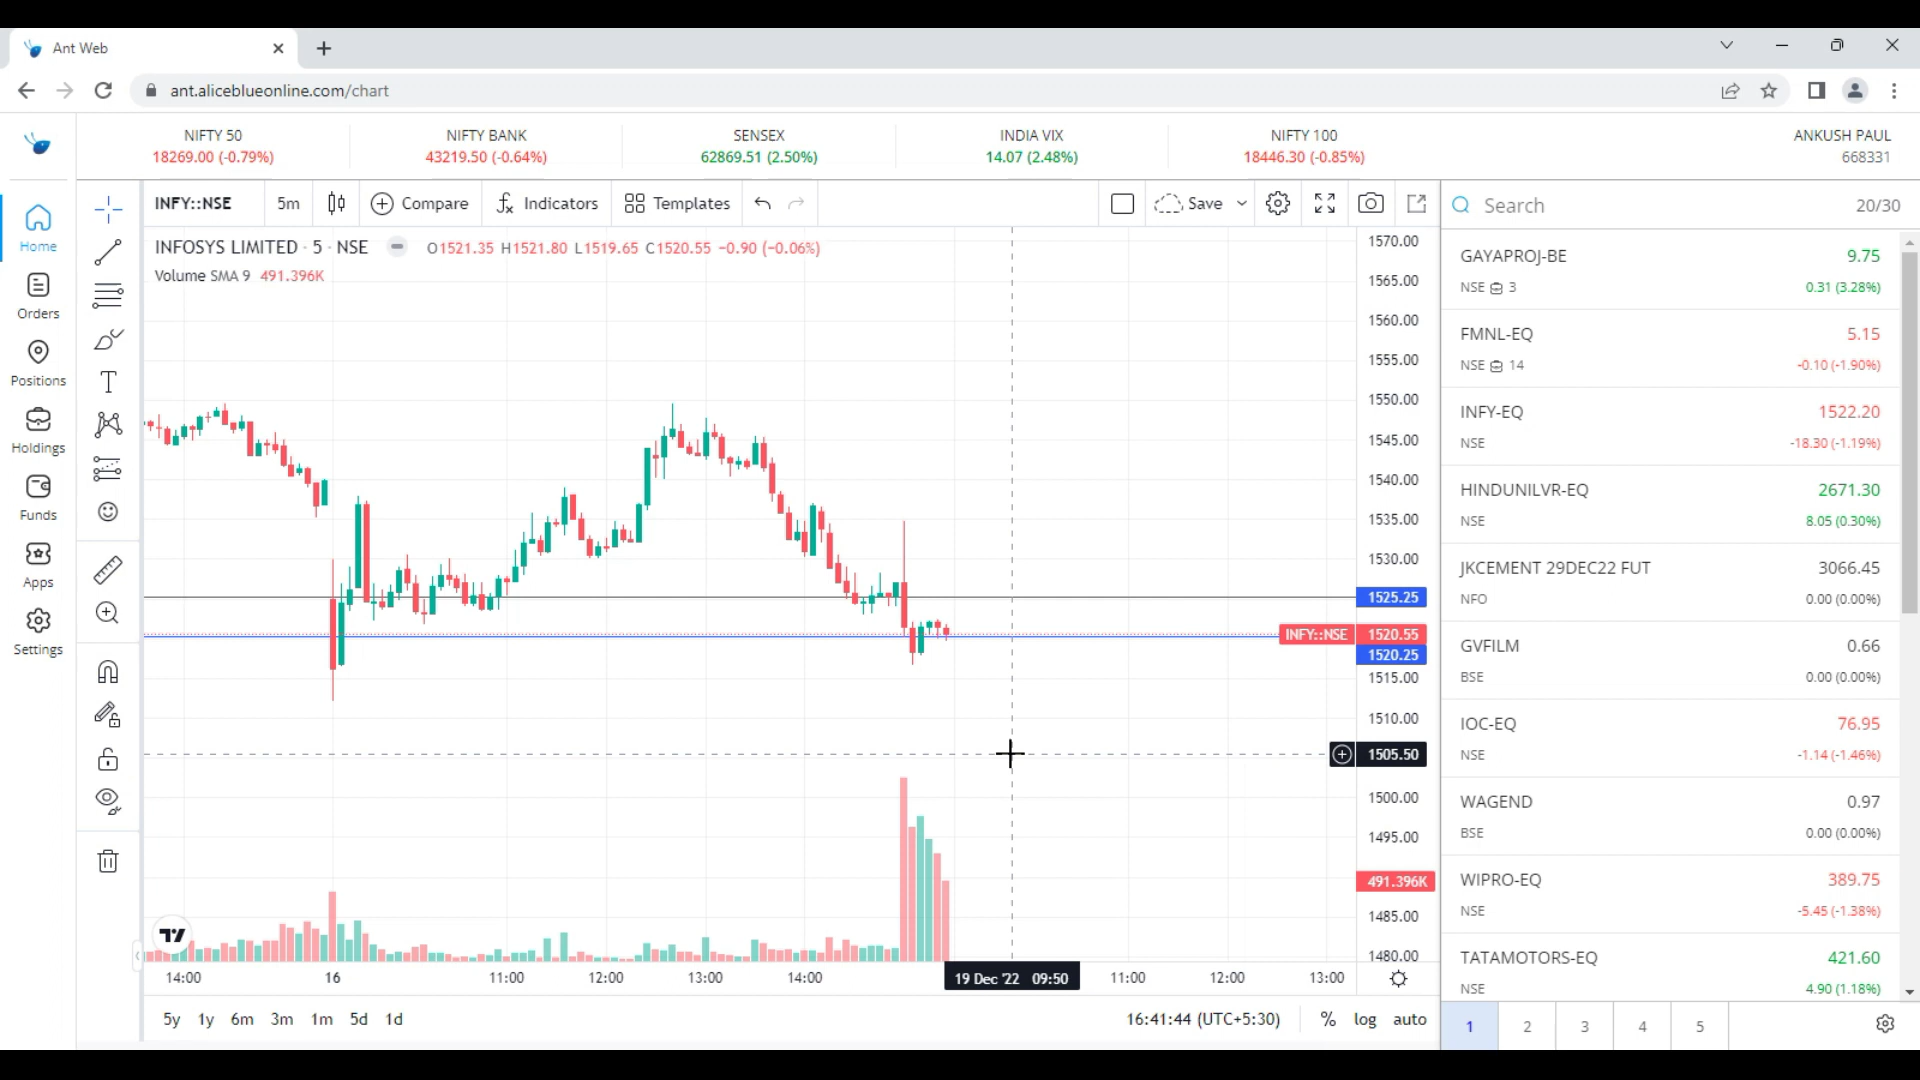 Ant Web
ant.aliceblueonline.com/chart
NIFTY 50
18269.00 (-0.79%)
NIFTY BANK
43219.50 (-0.64%)
SENSEX
62869.51 (2.50%)
INDIA VIX
14.07 (2.48%)
NIFTY 100
18446.30 (-0.85%)
ANKUSH PAUL
668331
Home
Orders
Positions
Holdings
Funds
Apps
Settings
INFY::NSE 5m Compare Indicators Templates Save
INFOSYS LIMITED · 5 · NSE O1521.35 H1521.80 L1519.65 C1520.55 −0.90 (−0.06%)
Volume SMA 9 491.396K
1570.00
1565.00
1560.00
1555.00
1550.00
1545.00
1540.00
1535.00
1530.00
1525.25
INFY::NSE 1520.55
1520.25
1515.00
1510.00
1505.50
1500.00
1495.00
491.396K
1485.00
1480.00
14:00 16 11:00 12:00 13:00 14:00 19 Dec '22 09:50 11:00 12:00 13:00
5y 1y 6m 3m 1m 5d 1d 16:41:44 (UTC+5:30) % log auto
Search 20/30
GAYAPROJ-BE 9.75
NSE 3 0.31 (3.28%)
FMNL-EQ 5.15
NSE 14 -0.10 (-1.90%)
INFY-EQ 1522.20
NSE -18.30 (-1.19%)
HINDUNILVR-EQ 2671.30
NSE 8.05 (0.30%)
JKCEMENT 29DEC22 FUT 3066.45
NFO 0.00 (0.00%)
GVFILM 0.66
BSE 0.00 (0.00%)
IOC-EQ 76.95
NSE -1.14 (-1.46%)
WAGEND 0.97
BSE 0.00 (0.00%)
WIPRO-EQ 389.75
NSE -5.45 (-1.38%)
TATAMOTORS-EQ 421.60
NSE 4.90 (1.18%)
1 2 3 4 5